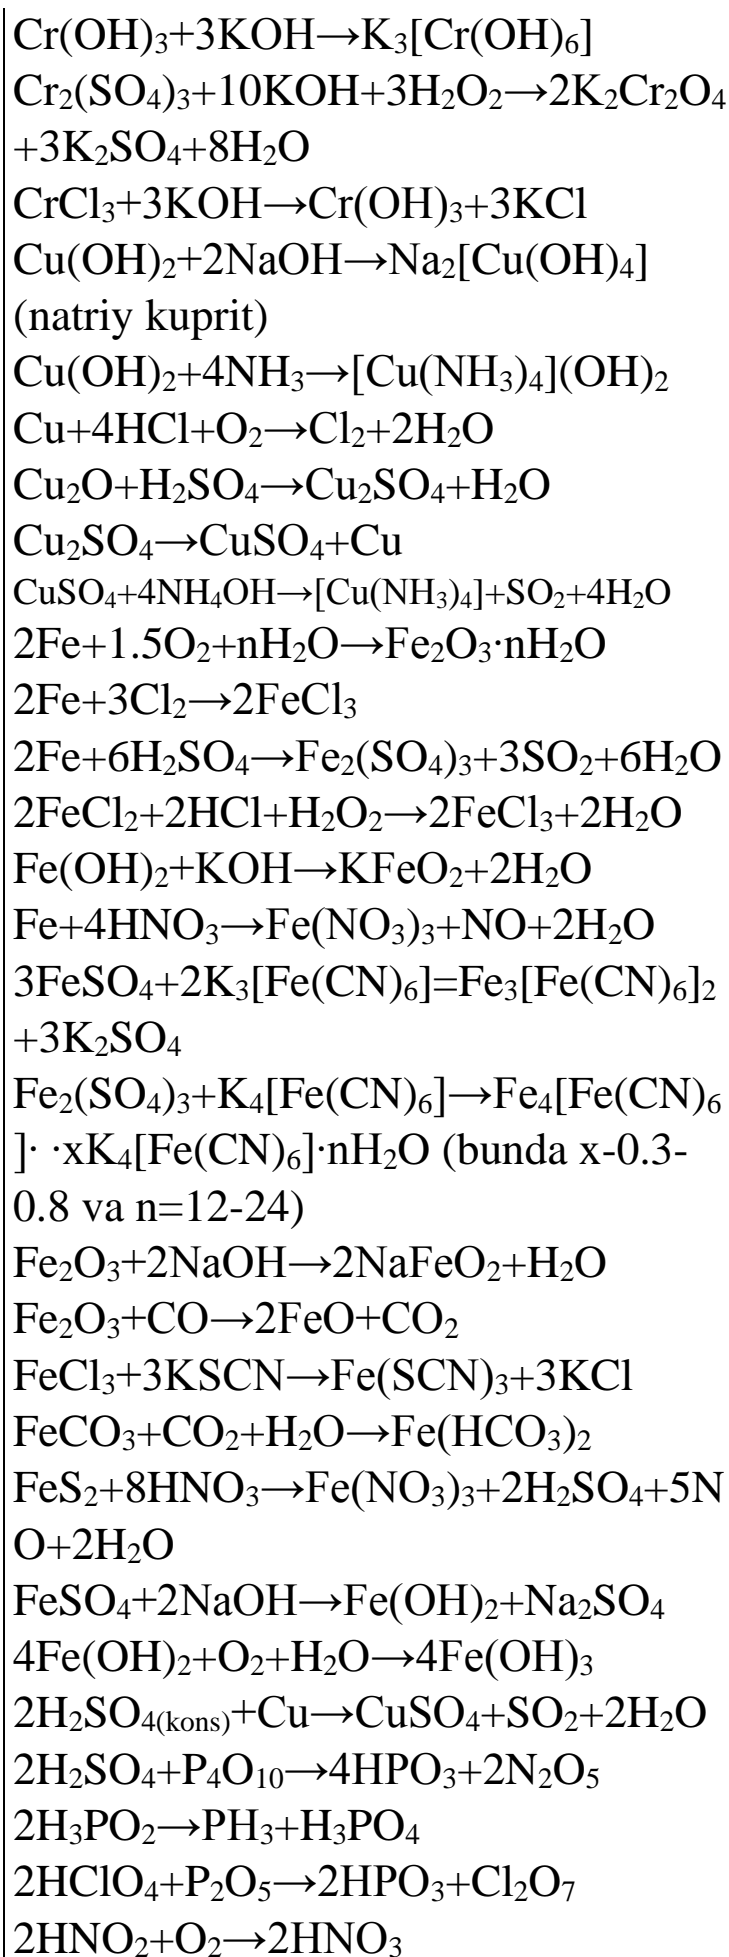 Cr(OH)₃+3KOH→K₃[Cr(OH)₆]
Cr₂(SO₄)₃+10KOH+3H₂O₂→2K₂Cr₂O₄
+3K₂SO₄+8H₂O
CrCl₃+3KOH→Cr(OH)₃+3KCl
Cu(OH)₂+2NaOH→Na₂[Cu(OH)₄]
(natriy kuprit)
Cu(OH)₂+4NH₃→[Cu(NH₃)₄](OH)₂
Cu+4HCl+O₂→Cl₂+2H₂O
Cu₂O+H₂SO₄→Cu₂SO₄+H₂O
Cu₂SO₄→CuSO₄+Cu
CuSO₄+4NH₄OH→[Cu(NH₃)₄]+SO₂+4H₂O
2Fe+1.5O₂+nH₂O→Fe₂O₃·nH₂O
2Fe+3Cl₂→2FeCl₃
2Fe+6H₂SO₄→Fe₂(SO₄)₃+3SO₂+6H₂O
2FeCl₂+2HCl+H₂O₂→2FeCl₃+2H₂O
Fe(OH)₂+KOH→KFeO₂+2H₂O
Fe+4HNO₃→Fe(NO₃)₃+NO+2H₂O
3FeSO₄+2K₃[Fe(CN)₆]=Fe₃[Fe(CN)₆]₂
+3K₂SO₄
Fe₂(SO₄)₃+K₄[Fe(CN)₆]→Fe₄[Fe(CN)₆
]· ·xK₄[Fe(CN)₆]·nH₂O (bunda x-0.3-
0.8 va n=12-24)
Fe₂O₃+2NaOH→2NaFeO₂+H₂O
Fe₂O₃+CO→2FeO+CO₂
FeCl₃+3KSCN→Fe(SCN)₃+3KCl
FeCO₃+CO₂+H₂O→Fe(HCO₃)₂
FeS₂+8HNO₃→Fe(NO₃)₃+2H₂SO₄+5N
O+2H₂O
FeSO₄+2NaOH→Fe(OH)₂+Na₂SO₄
4Fe(OH)₂+O₂+H₂O→4Fe(OH)₃
2H₂SO₄(kons)+Cu→CuSO₄+SO₂+2H₂O
2H₂SO₄+P₄O₁₀→4HPO₃+2N₂O₅
2H₃PO₂→PH₃+H₃PO₄
2HClO₄+P₂O₅→2HPO₃+Cl₂O₇
2HNO₂+O₂→2HNO₃